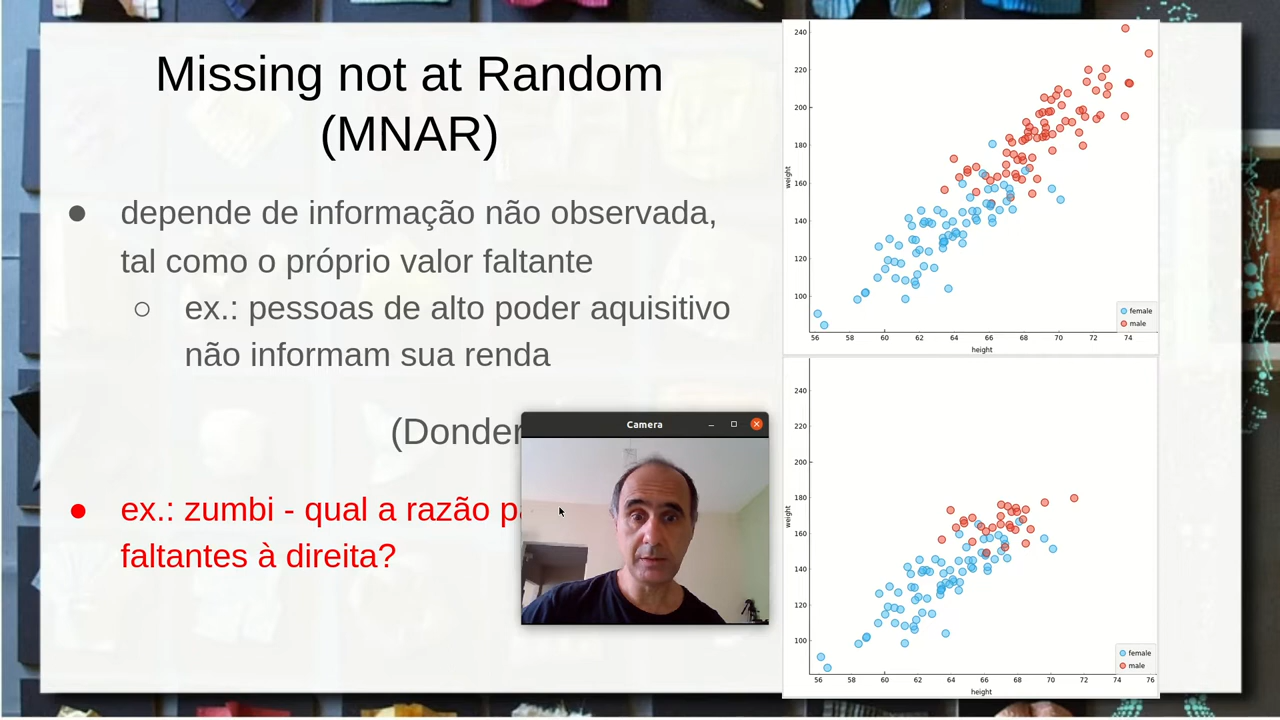 Missing not at Random
(MNAR)
● depende de informação não observada,
tal como o próprio valor faltante
○ ex.: pessoas de alto poder aquisitivo
não informam sua renda
(Donder
● ex.: zumbi - qual a razão p
faltantes à direita?
Camera
240
220
200
180
160
140
120
100
weight
56 58 60 62 64 66 68 70 72 74
height
female
male
240
220
200
180
160
140
120
100
weight
56 58 60 62 64 66 68 70 72 74 76
height
female
male